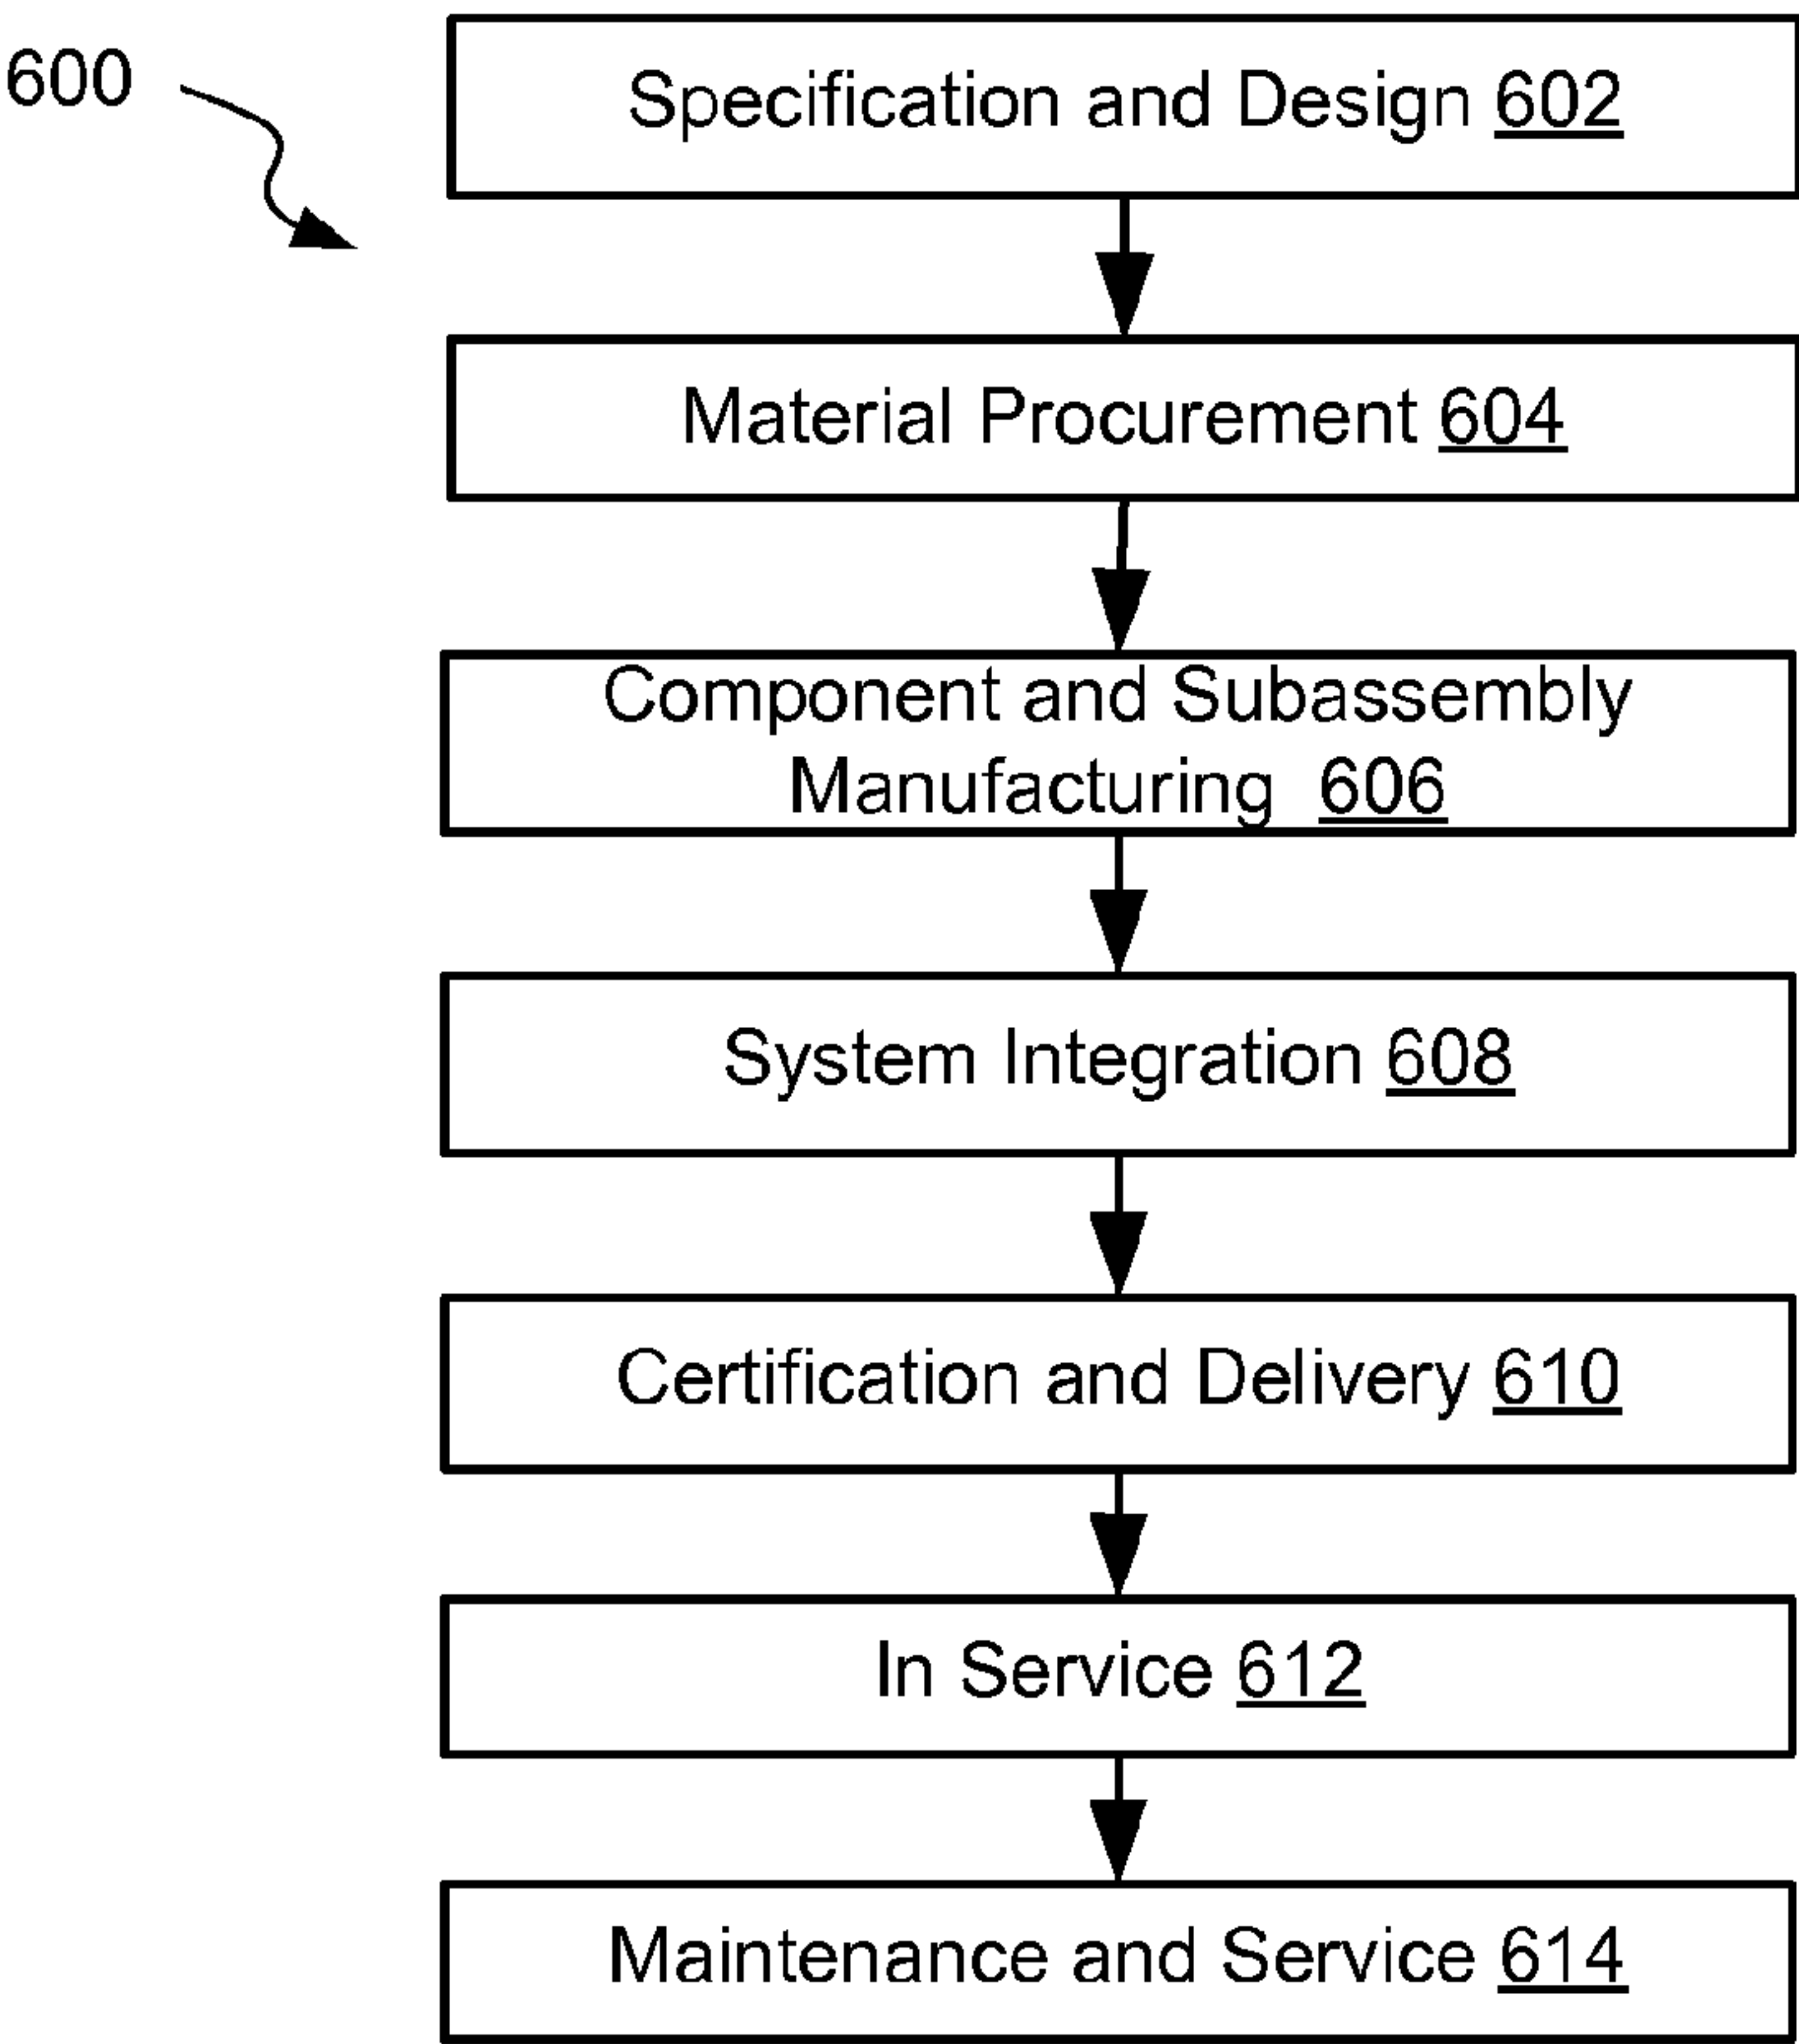 600
Specification and Design 602
Material Procurement 604
Component and Subassembly
Manufacturing 606
System Integration 608
Certification and Delivery 610
In Service 612
Maintenance and Service 614